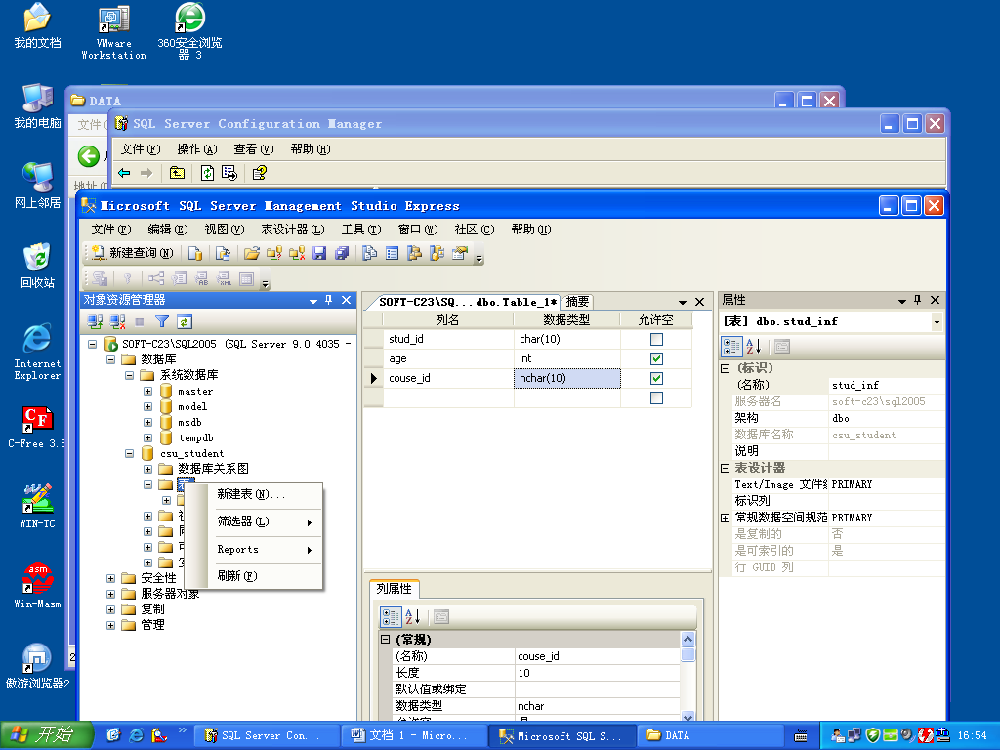 我的文档
VMware Workstation
360安全浏览器 3
我的电脑
网上邻居
回收站
Internet Explorer
C-Free 3.5
WIN-TC
Win-Masm
傲游浏览器2
DATA
文件(
地址(D
SQL Server Configuration Manager
文件(F) 操作(A) 查看(V) 帮助(H)
Microsoft SQL Server Management Studio Express
文件(F) 编辑(E) 视图(V) 表设计器(L) 工具(T) 窗口(W) 社区(C) 帮助(H)
新建查询(N)
对象资源管理器
SOFT-C23\SQL2005 (SQL Server 9.0.4035 -
数据库
系统数据库
master
model
msdb
tempdb
csu_student
数据库关系图
表
安全性
服务器对象
复制
管理
新建表(N)...
筛选器(L)
Reports
刷新(F)
SOFT-C23\SQ...dbo.Table_1* 摘要
列名 数据类型 允许空
stud_id char(10)
age int
couse_id nchar(10)
列属性
(常规)
(名称) couse_id
长度 10
默认值或绑定
数据类型 nchar
允许空 是
属性
[表] dbo.stud_inf
(标识)
(名称) stud_inf
服务器名 soft-c23\sql2005
架构 dbo
数据库名称 csu_student
说明
表设计器
Text/Image 文件 PRIMARY
标识列
常规数据空间规范 PRIMARY
是复制的 否
是可索引的 是
行 GUID 列
开始
SQL Server Con...
文档 1 - Micro...
Microsoft SQL S...
DATA
16:54